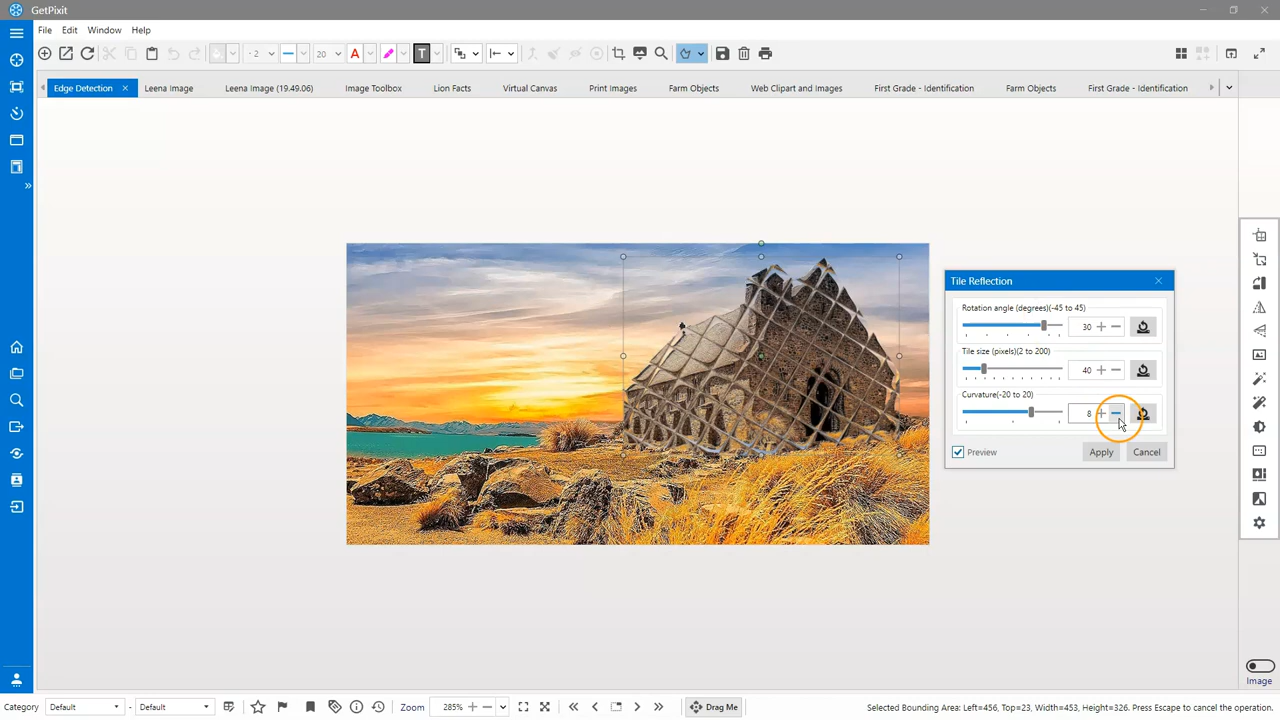 GetPixit
File Edit Window Help
2 20 A T
Edge Detection Leena Image Leena Image (19.49.06) Image Toolbox Lion Facts Virtual Canvas Print Images Farm Objects Web Clipart and Images First Grade - Identification Farm Objects First Grade - Identification
Tile Reflection
Rotation angle (degrees)(-45 to 45)
30
Tile size (pixels)(2 to 200)
40
Curvature(-20 to 20)
8
Preview Apply Cancel
Image
Category Default - Default Zoom 285% Drag Me Selected Bounding Area: Left=456, Top=23, Width=453, Height=326. Press Escape to cancel the operation.